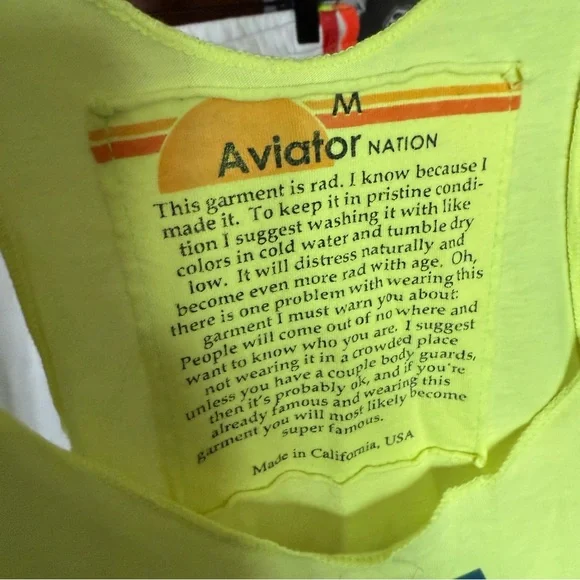 M
Aviator NATION
This garment is rad. I know because I
made it. To keep it in pristine condi-
tion I suggest washing it with like
colors in cold water and tumble dry
low. It will distress naturally and
become even more rad with age. Oh,
there is one problem with wearing this
garment I must warn you about:
People will come out of no where and
want to know who you are. I suggest
not wearing it in a crowded place
unless you have a couple body guards,
then it's probably ok, and if you're
already famous and wearing this
garment you will most likely become
super famous.
Made in California, USA